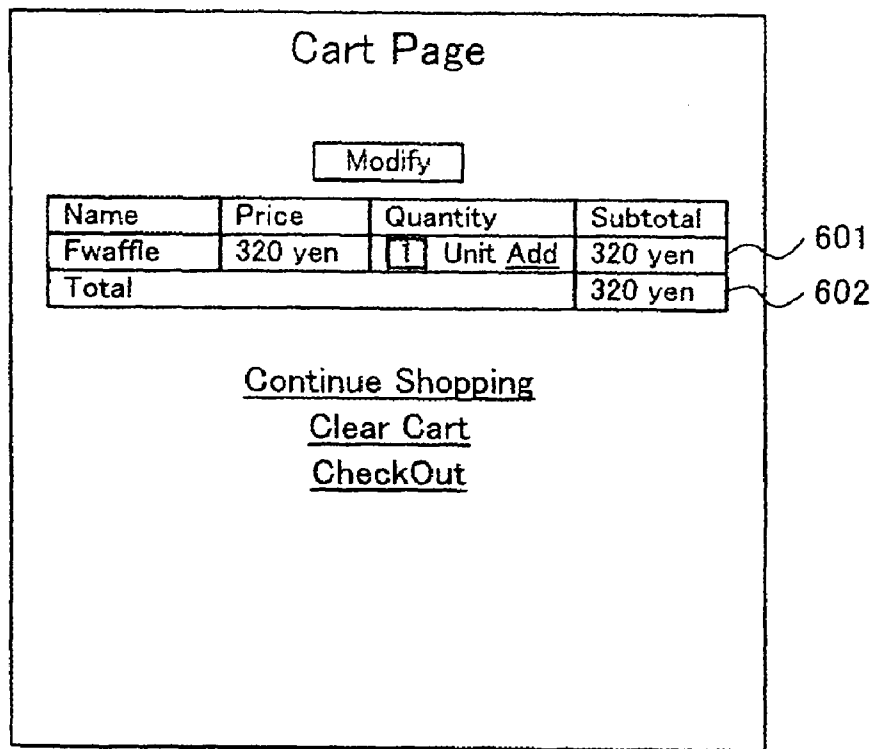 Cart Page
Modify
Name Price Quantity Subtotal
Fwaffle 320 yen 1 Unit Add 320 yen 601
Total 320 yen 602
Continue Shopping
Clear Cart
CheckOut